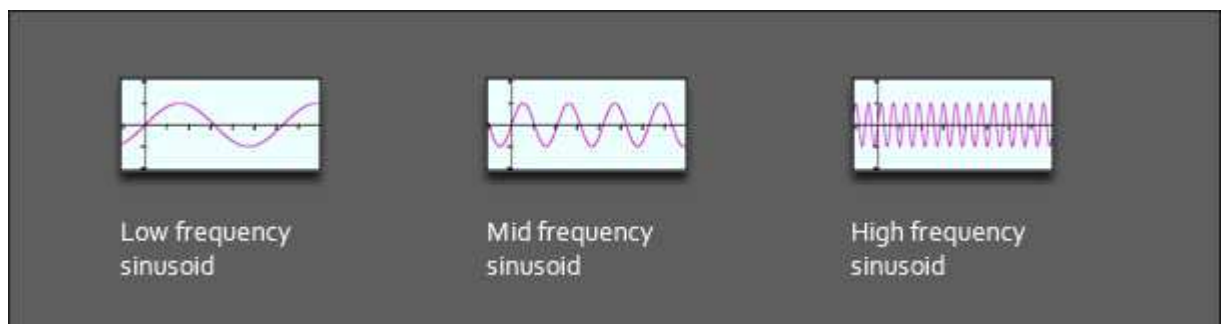 Low frequency
sinusoid
Mid frequency
sinusoid
High frequency
sinusoid